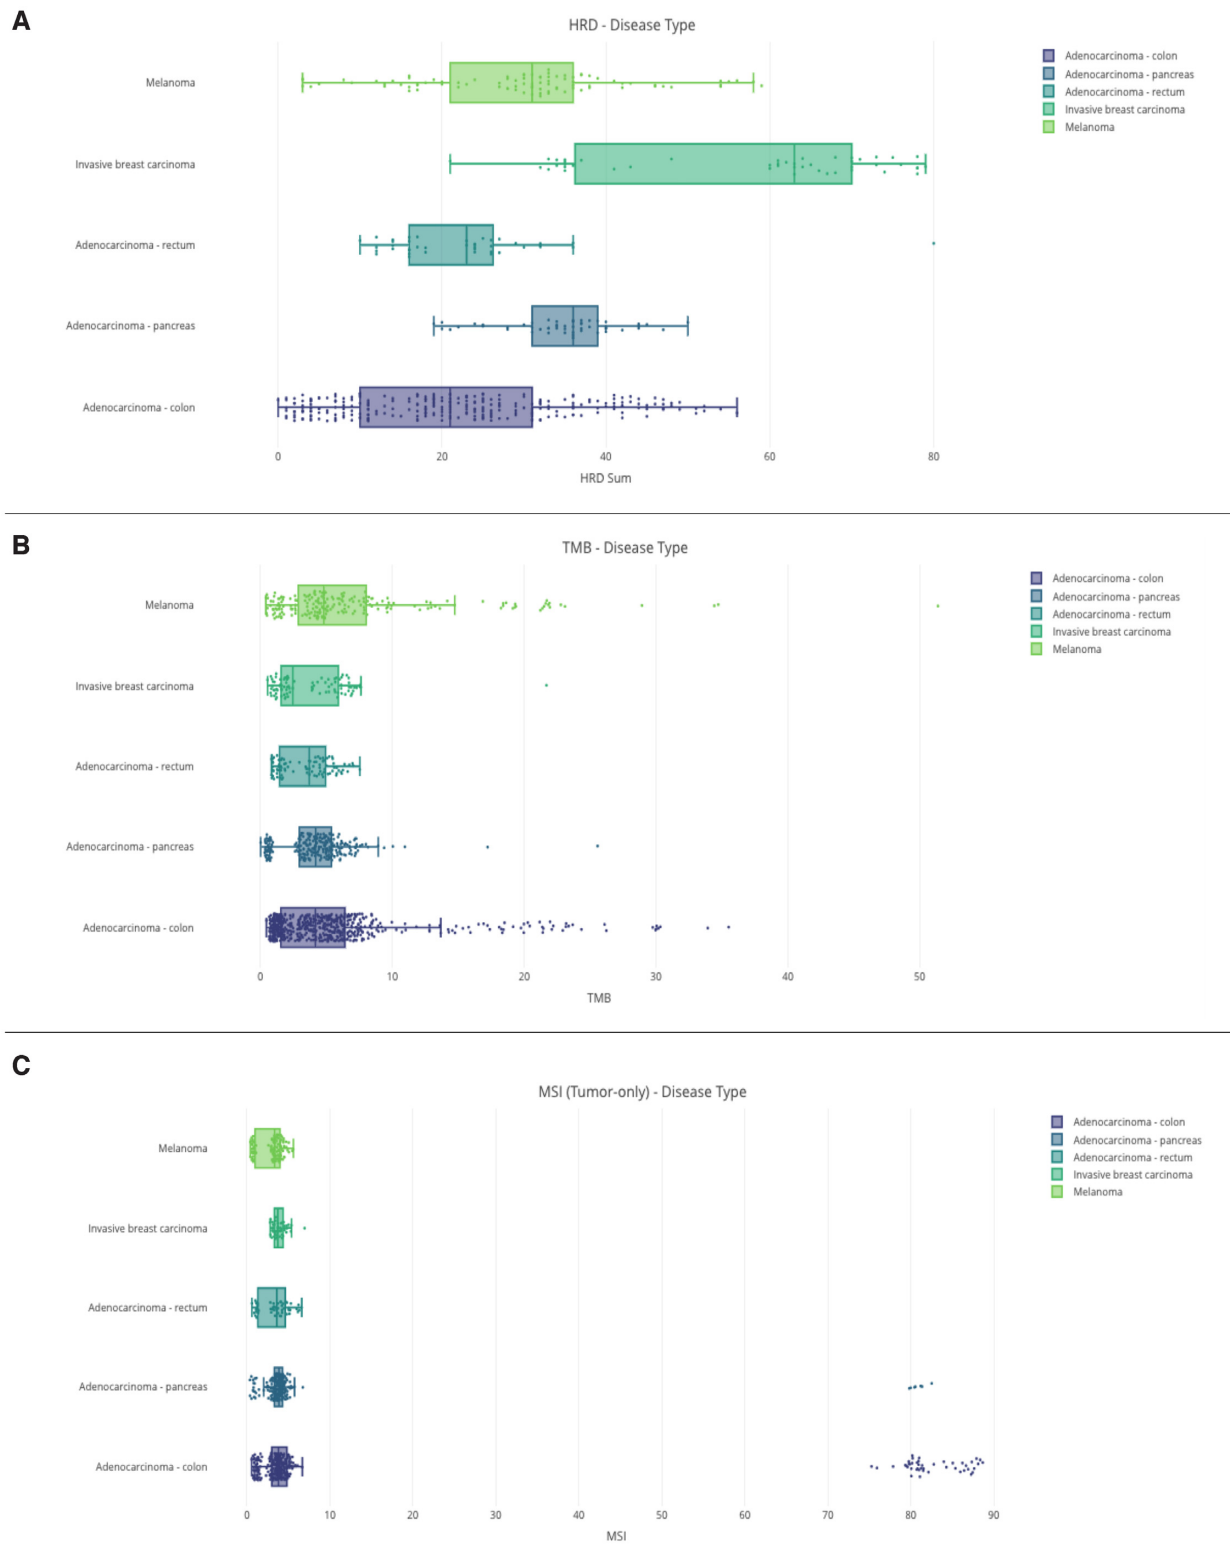 A
HRD - Disease Type
Melanoma
Invasive breast carcinoma
Adenocarcinoma - rectum
Adenocarcinoma - pancreas
Adenocarcinoma - colon
0 20 40 60 80
HRD Sum
Adenocarcinoma - colon
Adenocarcinoma - pancreas
Adenocarcinoma - rectum
Invasive breast carcinoma
Melanoma
B
TMB - Disease Type
Melanoma
Invasive breast carcinoma
Adenocarcinoma - rectum
Adenocarcinoma - pancreas
Adenocarcinoma - colon
0 10 20 30 40 50
TMB
Adenocarcinoma - colon
Adenocarcinoma - pancreas
Adenocarcinoma - rectum
Invasive breast carcinoma
Melanoma
C
MSI (Tumor-only) - Disease Type
Melanoma
Invasive breast carcinoma
Adenocarcinoma - rectum
Adenocarcinoma - pancreas
Adenocarcinoma - colon
0 10 20 30 40 50 60 70 80 90
MSI
Adenocarcinoma - colon
Adenocarcinoma - pancreas
Adenocarcinoma - rectum
Invasive breast carcinoma
Melanoma